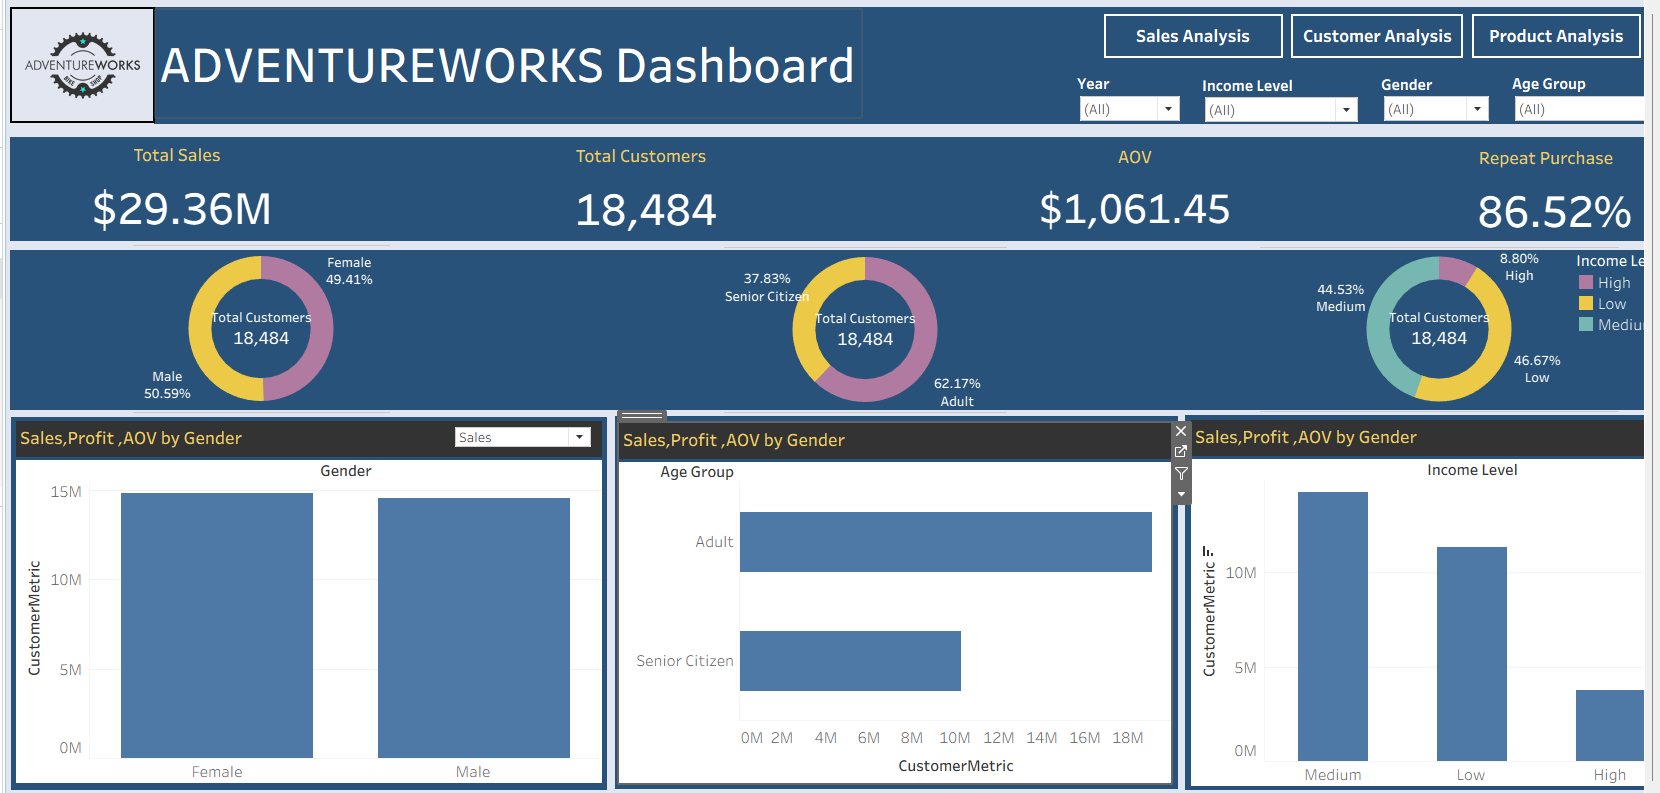 ADVENTUREWORKS
BIKE SHOP
ADVENTUREWORKS Dashboard
Sales Analysis
Customer Analysis
Product Analysis
Year
Income Level
Gender
Age Group
(All)
(All)
(All)
(All)
Total Sales
$29.36M
Total Customers
18,484
AOV
$1,061.45
Repeat Purchase
86.52%
Female
49.41%
Total Customers
18,484
Male
50.59%
37.83%
Senior Citizen
Total Customers
18,484
62.17%
Adult
8.80%
High
44.53%
Medium
Total Customers
18,484
46.67%
Low
Income Le
High
Low
Mediu
Sales,Profit ,AOV by Gender
Sales
Gender
15M
10M
5M
0M
CustomerMetric
Female
Male
Sales,Profit ,AOV by Gender
Age Group
Adult
Senior Citizen
0M 2M 4M 6M 8M 10M 12M 14M 16M 18M
CustomerMetric
Sales,Profit ,AOV by Gender
Income Level
10M
5M
0M
CustomerMetric
Medium
Low
High